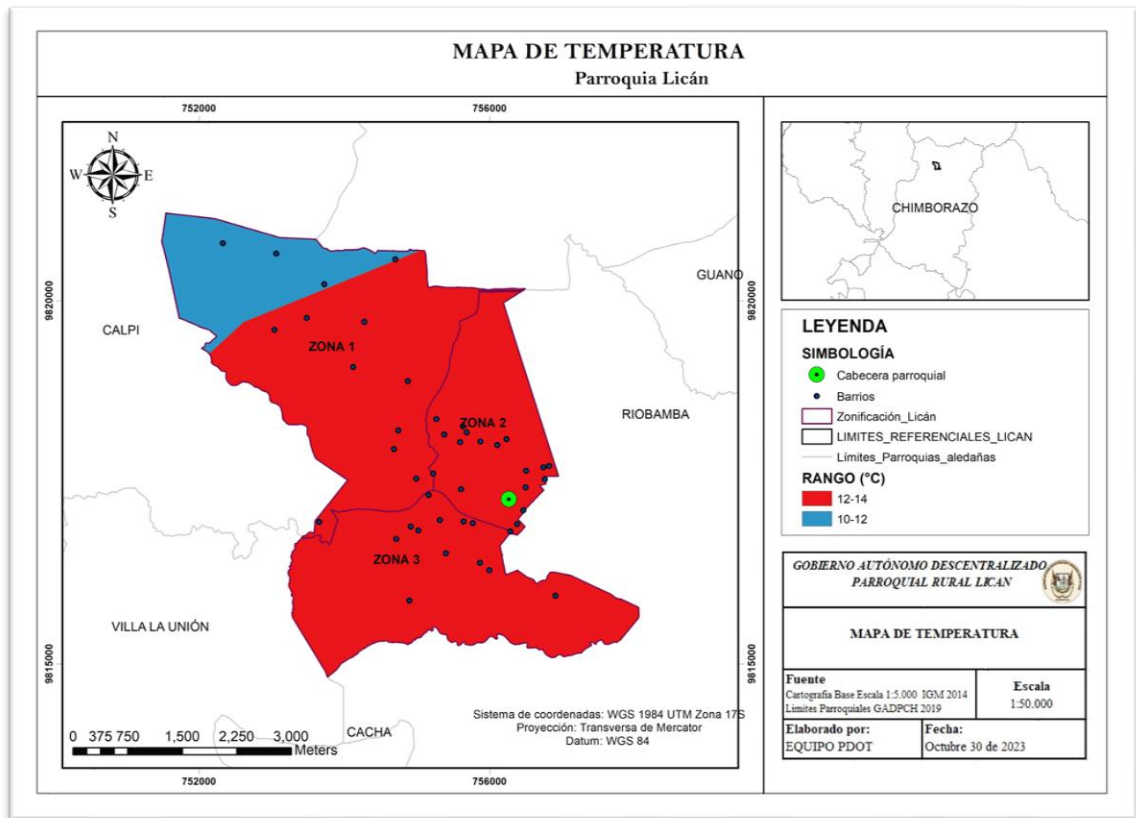 MAPA DE TEMPERATURA
Parroquia Licán
752000
756000
N
W
E
S
9820000
9820000
GUANO
CALPI
ZONA 1
RIOBAMBA
ZONA 2
ZONA 3
VILLA LA UNIÓN
9815000
9815000
CACHA
Sistema de coordenadas: WGS 1984 UTM Zona 17S
Proyección: Transversa de Mercator
Datum: WGS 84
0 375 750 1,500 2,250 3,000
Meters
752000
756000
CHIMBORAZO
LEYENDA
SIMBOLOGÍA
Cabecera parroquial
Barrios
Zonificación_Licán
LIMITES_REFERENCIALES_LICAN
Límites_Parroquias_aledañas
RANGO (°C)
12-14
10-12
GOBIERNO AUTÓNOMO DESCENTRALIZADO
PARROQUIAL RURAL LICAN
MAPA DE TEMPERATURA
Fuente
Cartografía Base Escala 1:5.000 IGM 2014
Limites Parroquiales GADPCH 2019
Escala
1:50.000
Elaborado por:
EQUIPO PDOT
Fecha:
Octubre 30 de 2023